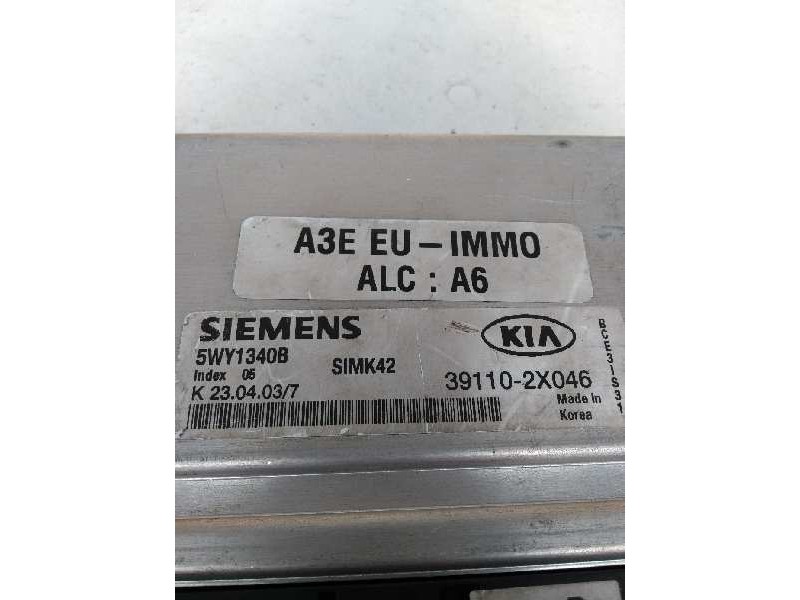 A3E EU-IMMO
ALC : A6
SIEMENS
5WY1340B
SIMK42
Index 05
K 23.04.03/7
KIA
39110-2X046
Made in
Korea
BCE3IS31